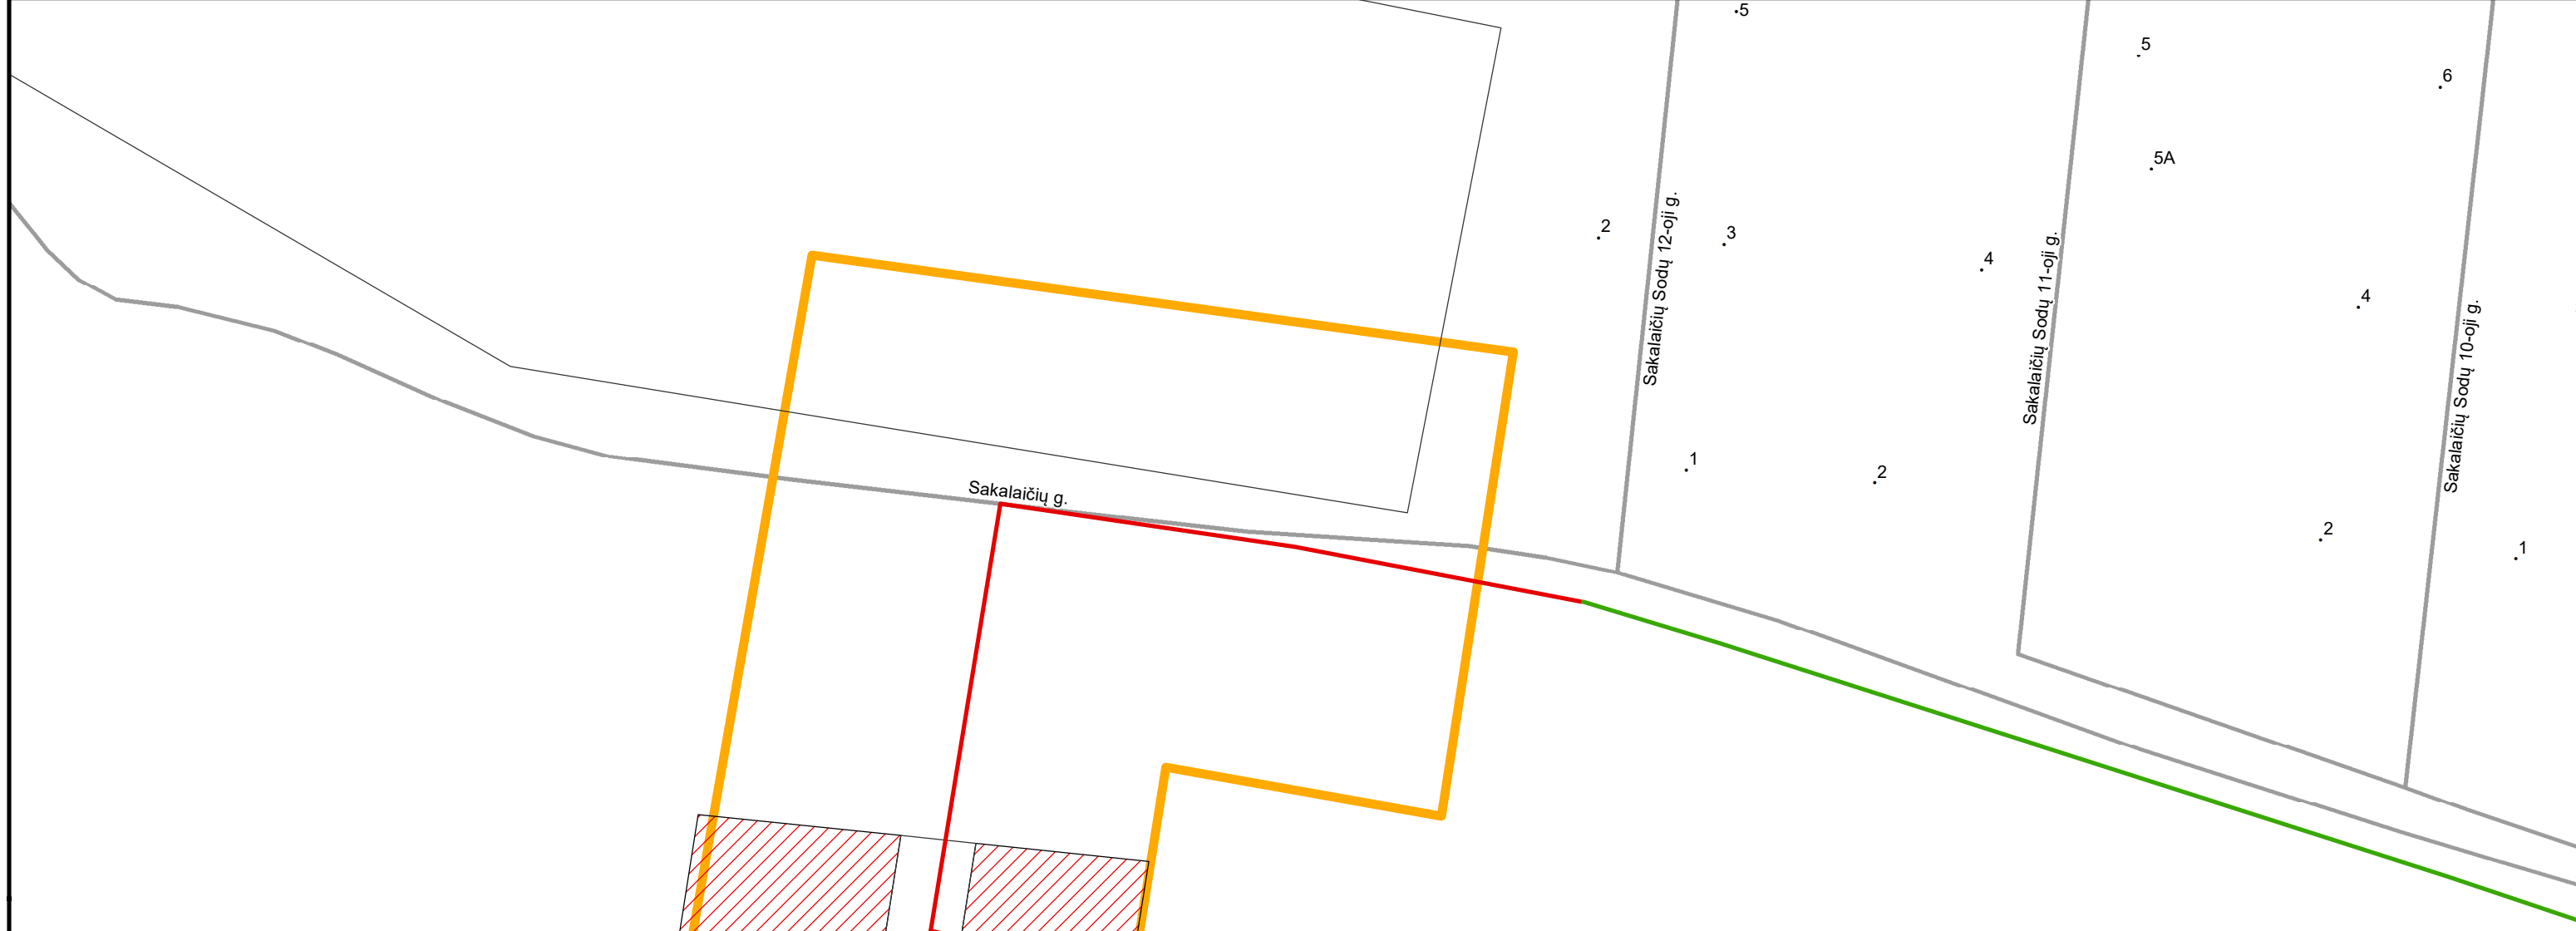 5
5
6
5A
2
3
4
4
Sakalaičių Sodų 12-oji g.
Sakalaičių Sodų 11-oji g.
Sakalaičių Sodų 10-oji g.
1
2
Sakalaičių g.
2
1